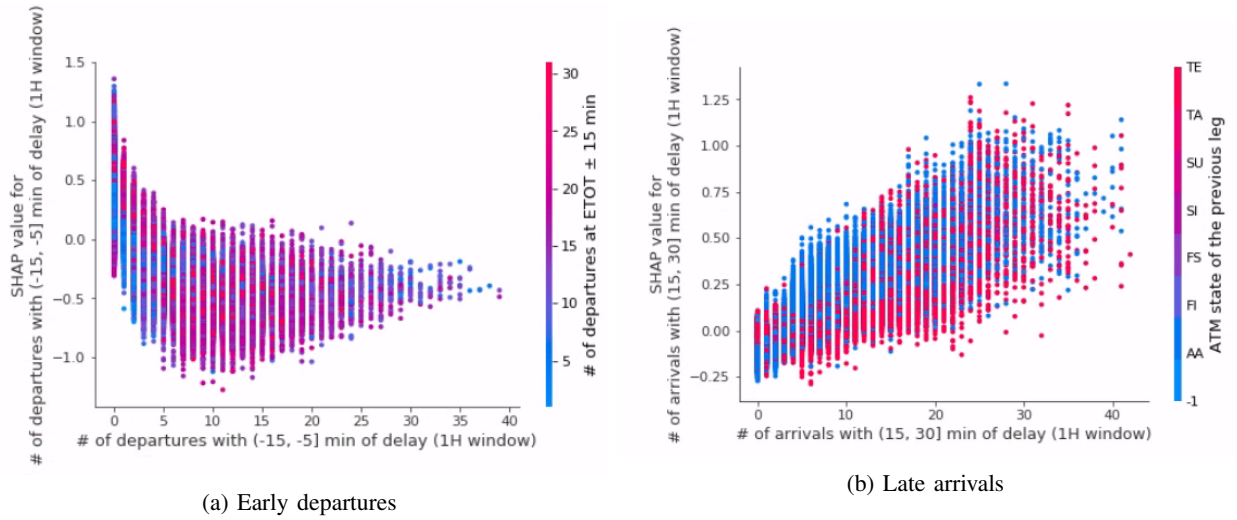 SHAP value for
# of departures with (-15, -5] min of delay (1H window)
1.5
1.0
0.5
0.0
−0.5
−1.0
0
5
10
15
20
25
30
35
40
# of departures with (-15, -5] min of delay (1H window)
30
25
20
15
10
5
# of departures at ETOT ± 15 min
(a) Early departures
SHAP value for
# of arrivals with (15, 30] min of delay (1H window)
1.25
1.00
0.75
0.50
0.25
0.00
−0.25
0
10
20
30
40
# of arrivals with (15, 30] min of delay (1H window)
TE
TA
SU
SI
FS
FI
AA
-1
ATM state of the previous leg
(b) Late arrivals